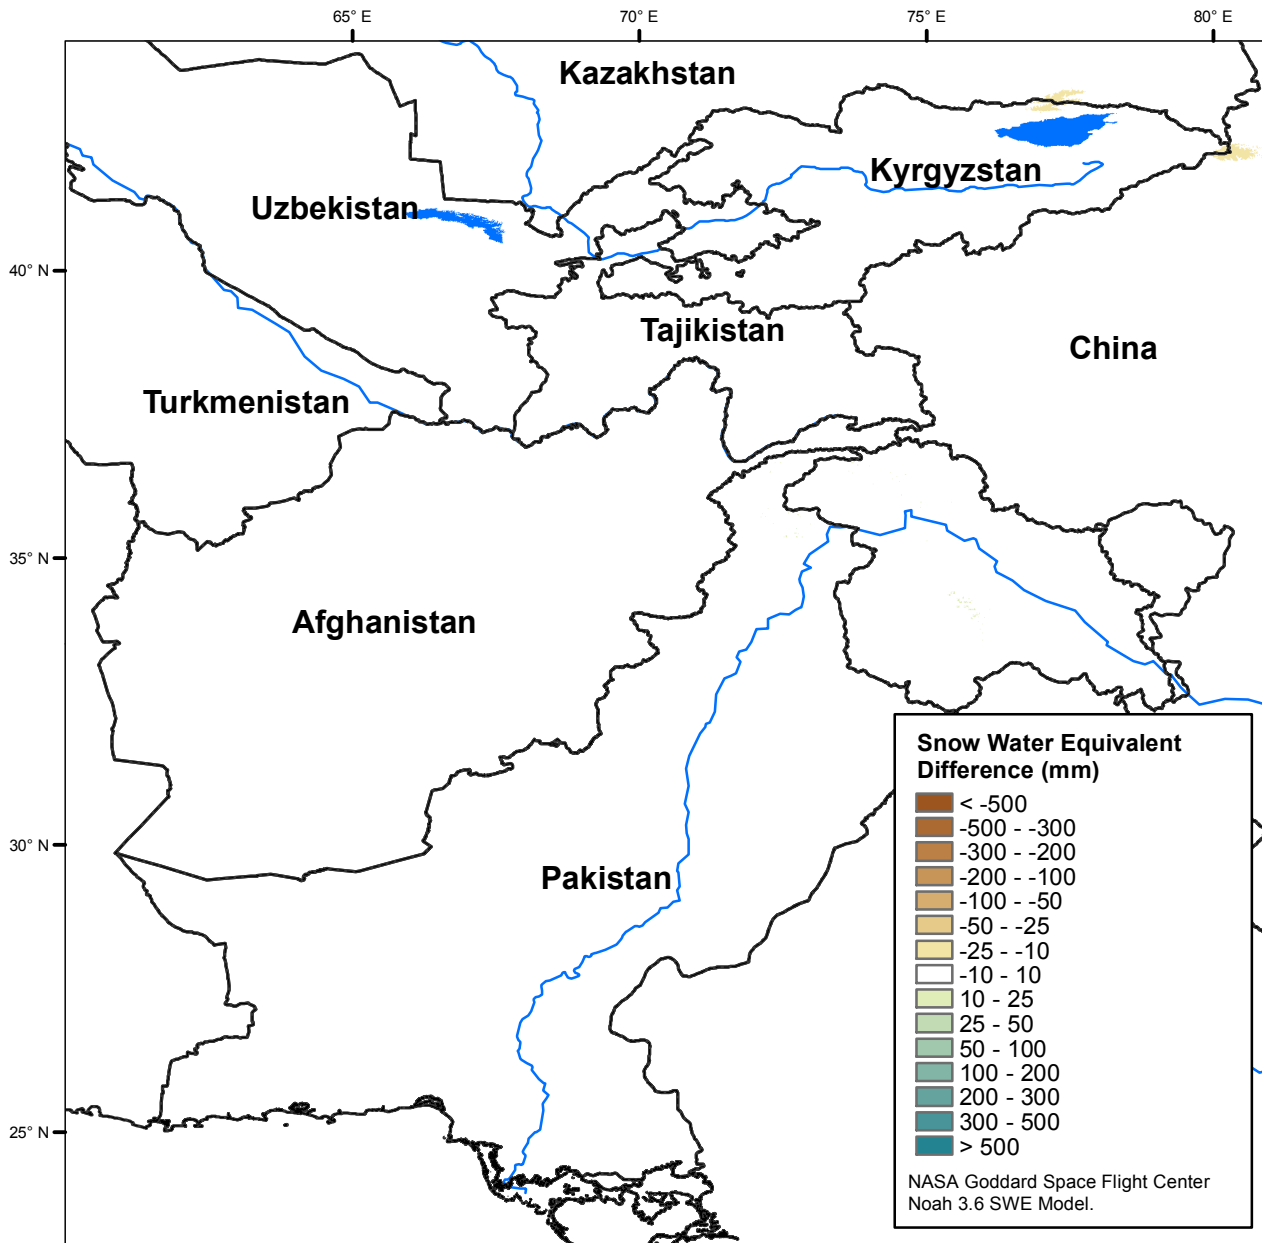 65° E
70° E
75° E
80° E
Kazakhstan
Kyrgyzstan
Uzbekistan
40° N
Tajikistan
China
Turkmenistan
35° N
Afghanistan
30° N
Pakistan
25° N
Snow Water Equivalent
Difference (mm)
< -500
-500 - -300
-300 - -200
-200 - -100
-100 - -50
-50 - -25
-25 - -10
-10 - 10
10 - 25
25 - 50
50 - 100
100 - 200
200 - 300
300 - 500
> 500
NASA Goddard Space Flight Center
Noah 3.6 SWE Model.